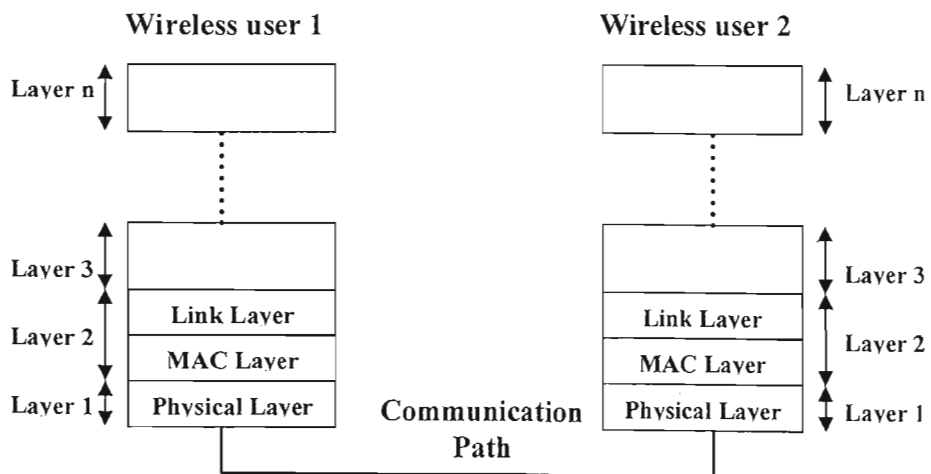 Wireless user 1
Wireless user 2
Layer n
Layer n
Layer 3
Layer 3
Link Layer
Link Layer
Layer 2
Layer 2
MAC Layer
MAC Layer
Layer 1
Physical Layer
Communication
Path
Physical Layer
Layer 1